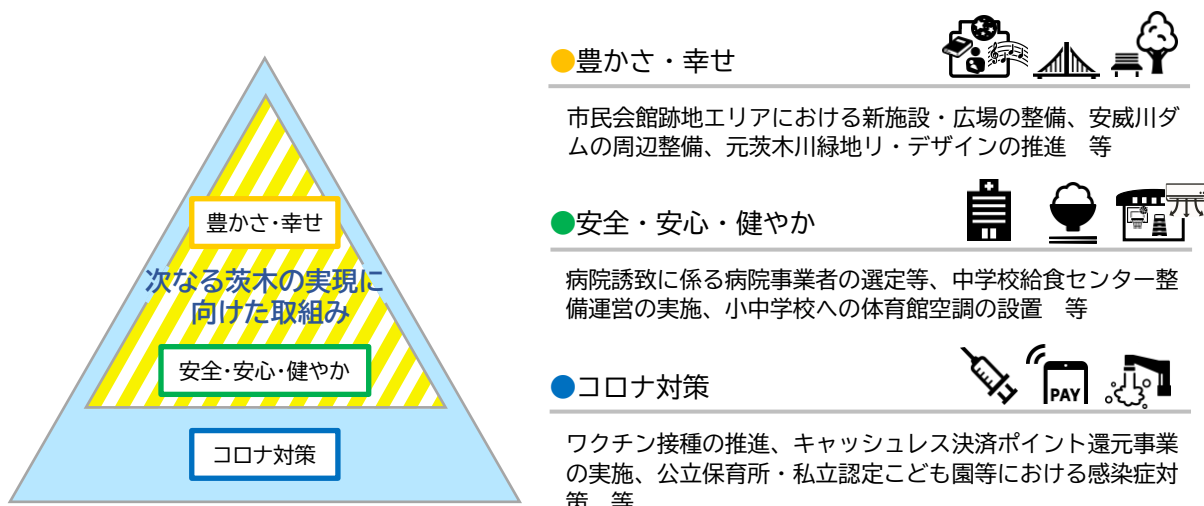 豊かさ・幸せ
次なる茨木の実現に
向けた取組み
安全・安心・健やか
コロナ対策
●豊かさ・幸せ
市民会館跡地エリアにおける新施設・広場の整備、安威川ダ
ムの周辺整備、元茨木川緑地リ・デザインの推進　等
●安全・安心・健やか
病院誘致に係る病院事業者の選定等、中学校給食センター整
備運営の実施、小中学校への体育館空調の設置　等
●コロナ対策
PAY
ワクチン接種の推進、キャッシュレス決済ポイント還元事業
の実施、公立保育所・私立認定こども園等における感染症対
策　等